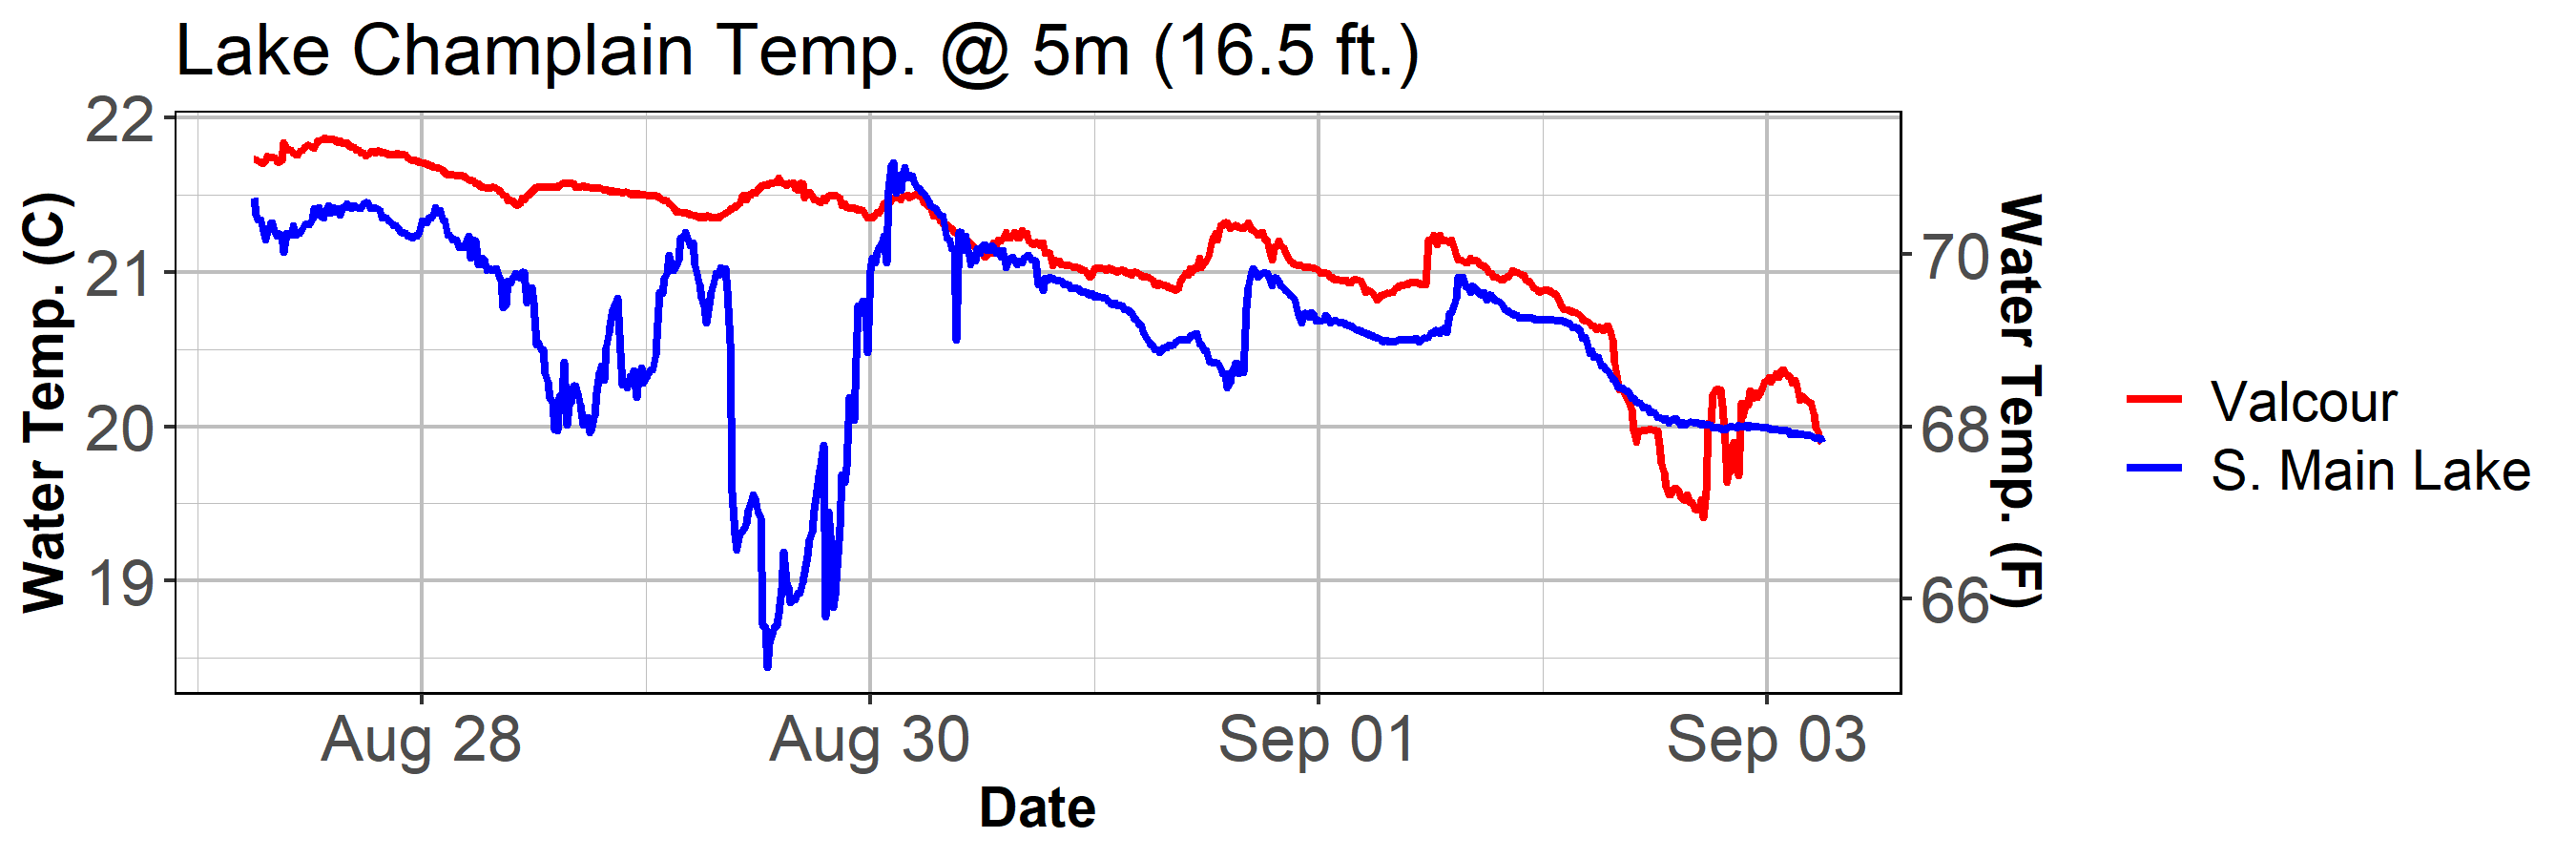 Lake Champlain Temp. @ 5m (16.5 ft.)
Water Temp. (C)
22
21
20
19
70
68
66
Water Temp. (F)
Aug 28
Aug 30
Sep 01
Sep 03
Date
Valcour
S. Main Lake